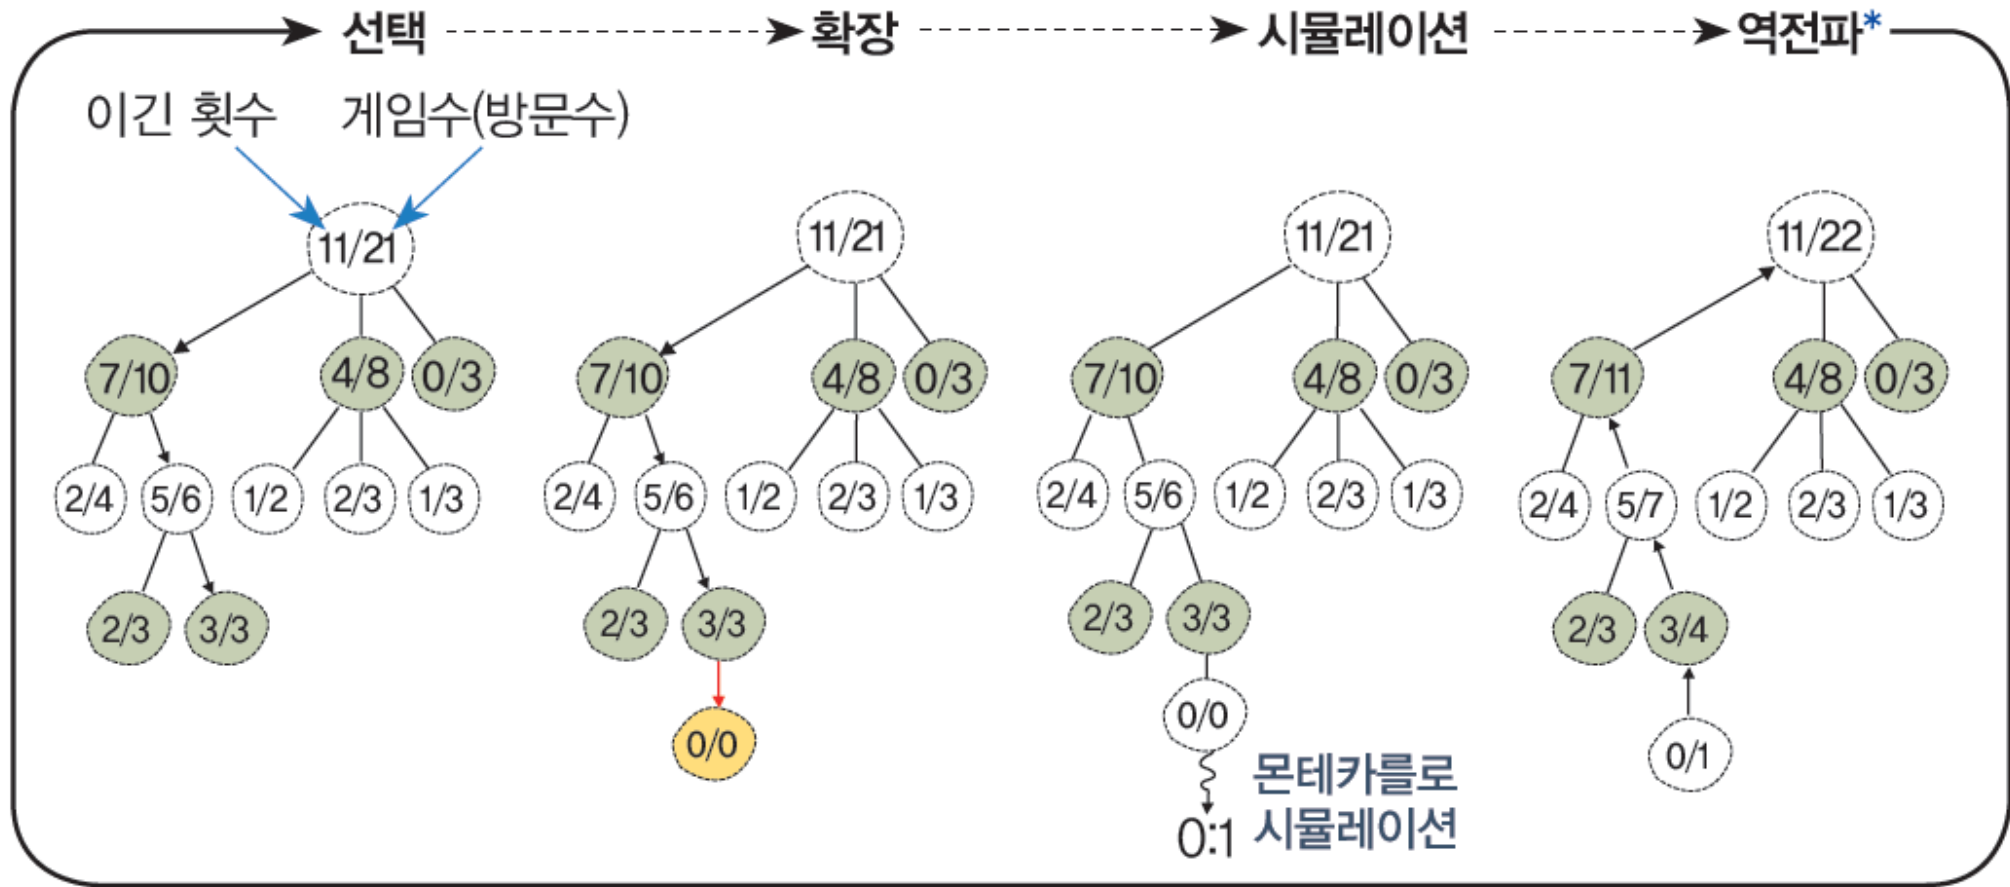 선택 확장 시뮬레이션 역전파*
이긴 횟수 게임수(방문수)
11/21
7/10 4/8 0/3
2/4 5/6 1/2 2/3 1/3
2/3 3/3
11/21
7/10 4/8 0/3
2/4 5/6 1/2 2/3 1/3
2/3 3/3
0/0
11/21
7/10 4/8 0/3
2/4 5/6 1/2 2/3 1/3
2/3 3/3
0/0
몬테카를로
시뮬레이션
0:1
11/22
7/11 4/8 0/3
2/4 5/7 1/2 2/3 1/3
2/3 3/4
0/1